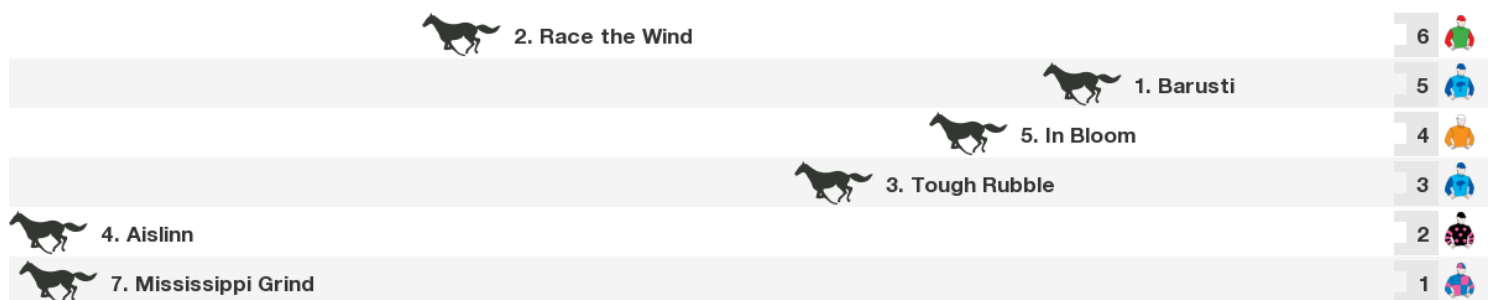 2. Race the Wind 6
1. Barusti 5
5. In Bloom 4
3. Tough Rubble 3
4. Aislinn 2
7. Mississippi Grind 1